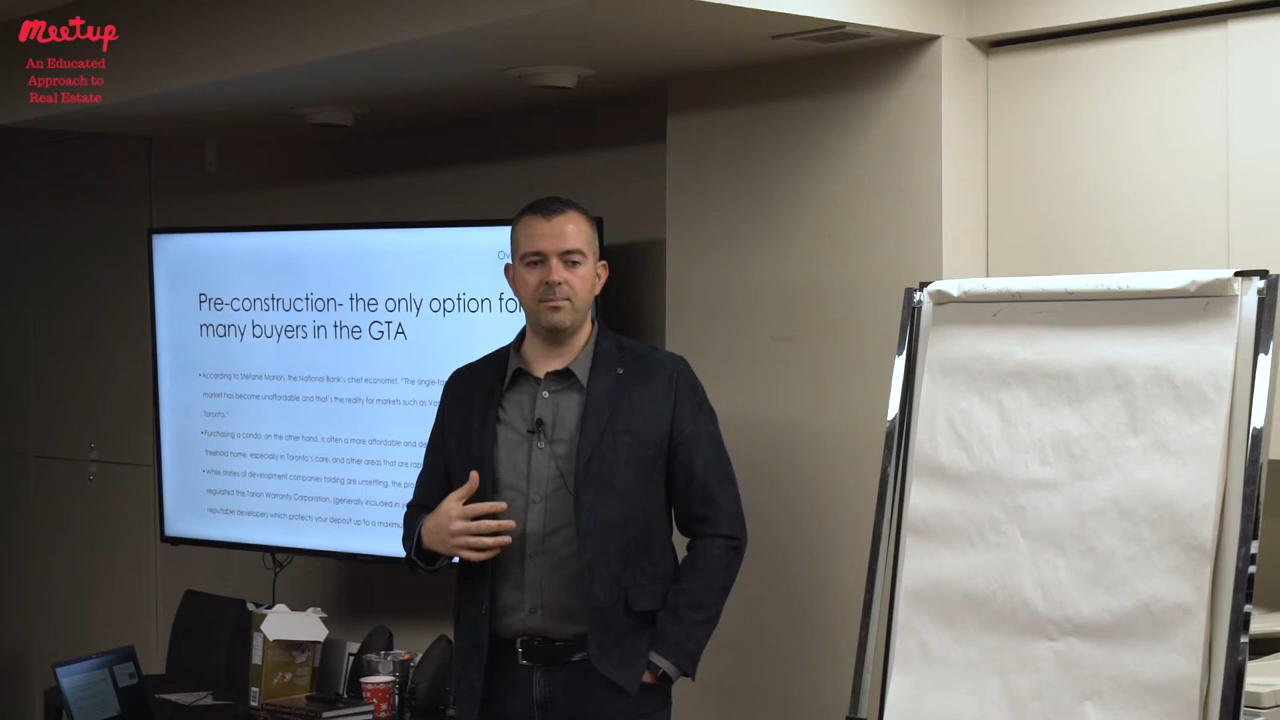 Meetup
An Educated
Approach to
Real Estate
Ov
Pre-construction- the only option for
many buyers in the GTA
•According to Stéfane Marion, the National Bank's chief economist. "The single-fa
market has become unaffordable and that's the reality for markets such as Va
Toronto."
•Purchasing a condo, on the other hand, is often a more affordable and de
freehold home, especially in Toronto's core, and other areas that are rap
•While stories of development companies folding are unsettling, the pro
regulated the Tarion Warranty Corporation, (generally included in y
reputable developer) which protects your deposit up to a maximu